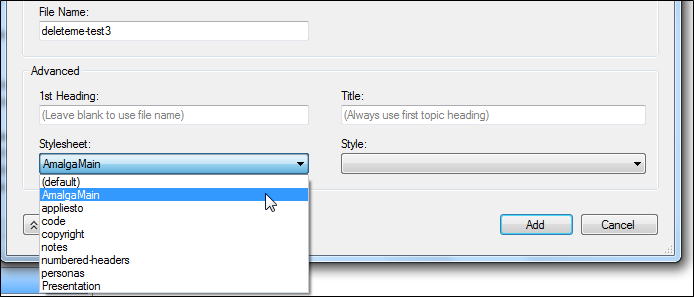 File Name:
deleteme-test3
Advanced
1st Heading:
Title:
(Leave blank to use file name)
(Always use first topic heading)
Stylesheet:
Style:
AmalgaMain
(default)
AmalgaMain
appliesto
code
copyright
notes
numbered-headers
personas
Presentation
Add
Cancel